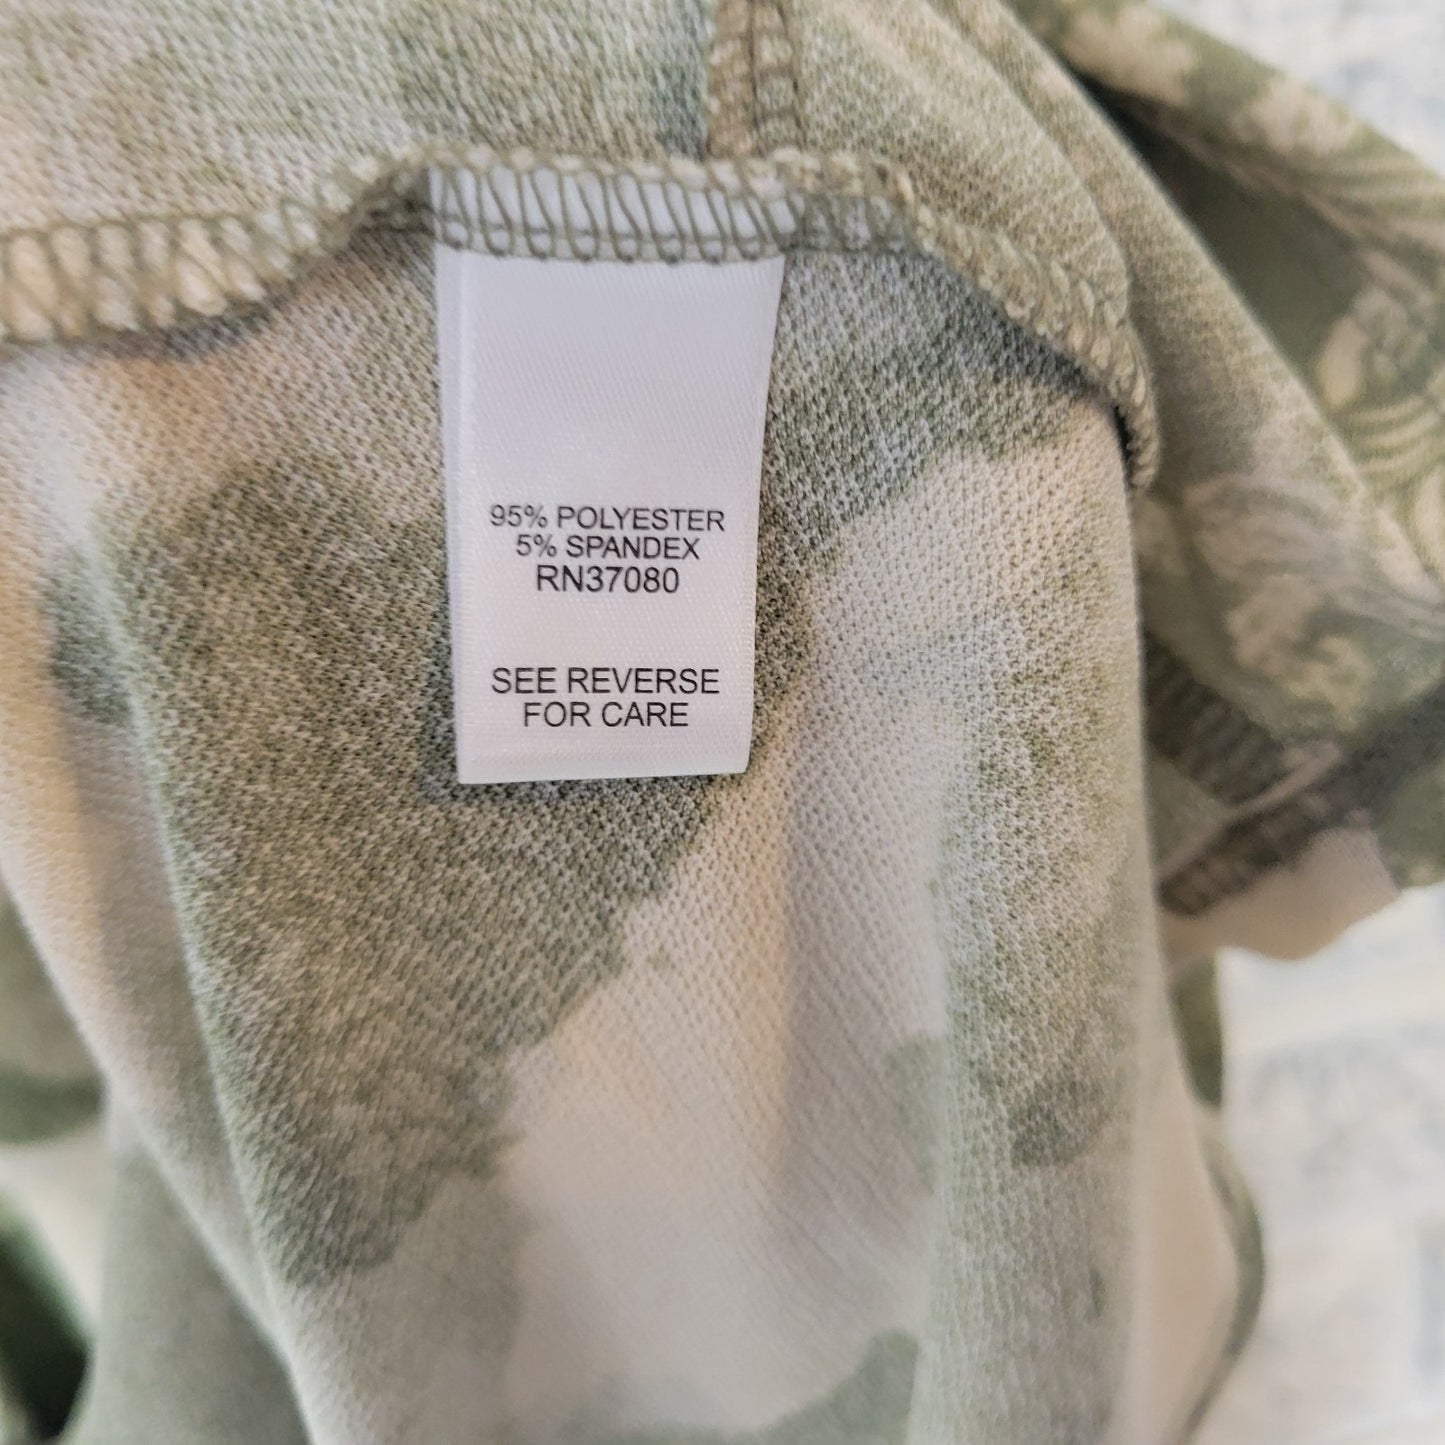 95% POLYESTER
5% SPANDEX
RN37080
SEE REVERSE
FOR CARE